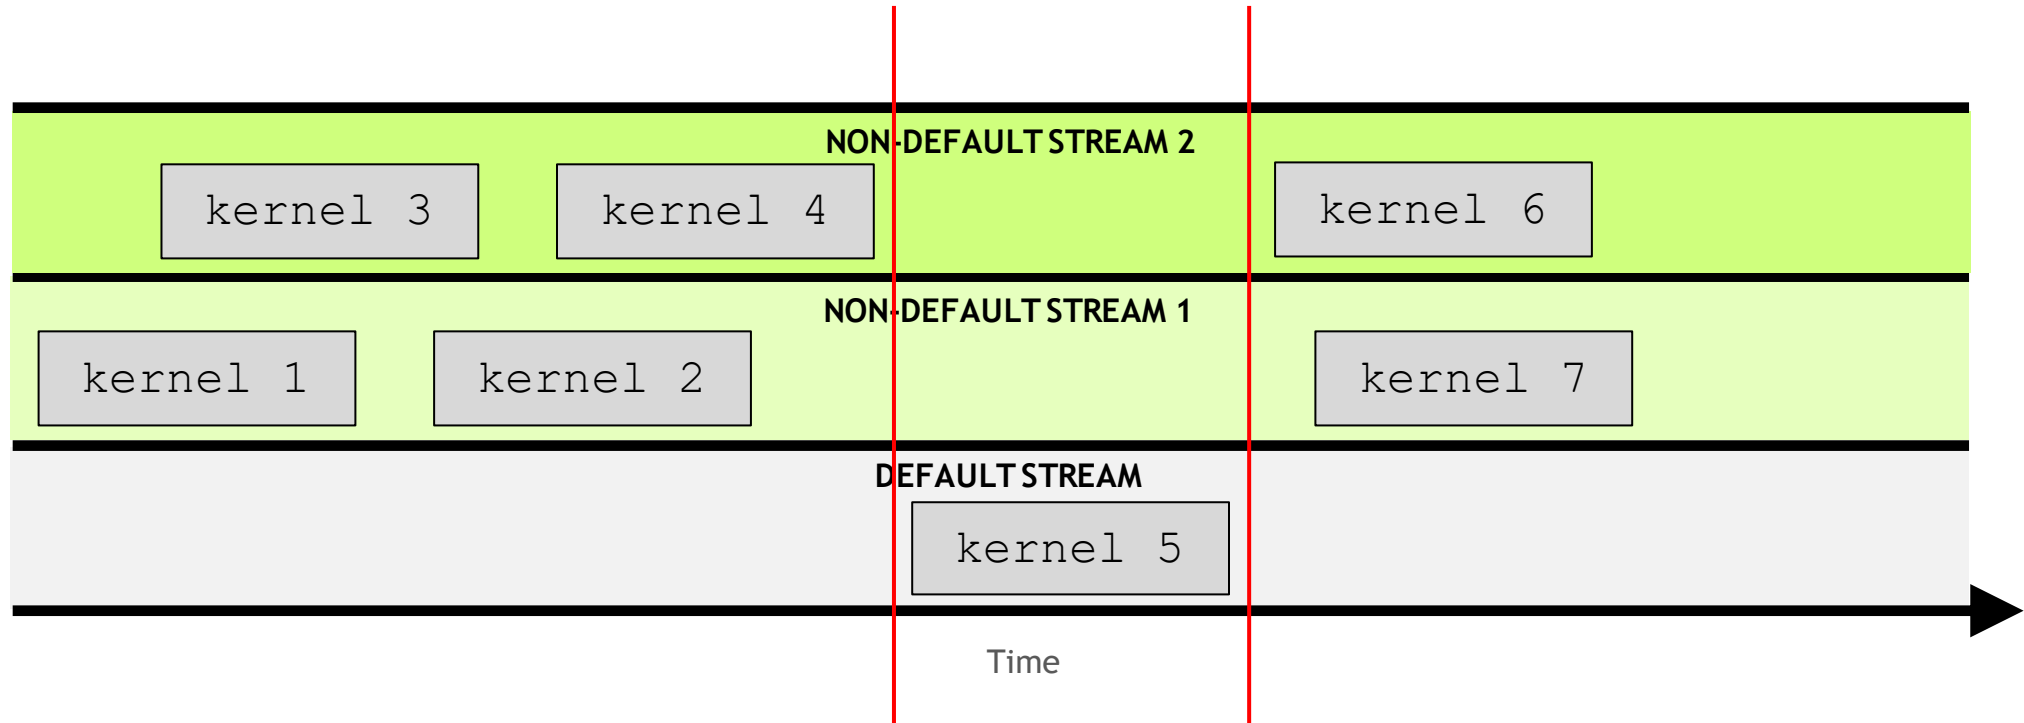 NON-DEFAULT STREAM 2
kernel 3
kernel 4
kernel 6
NON-DEFAULT STREAM 1
kernel 1
kernel 2
kernel 7
DEFAULT STREAM
kernel 5
Time